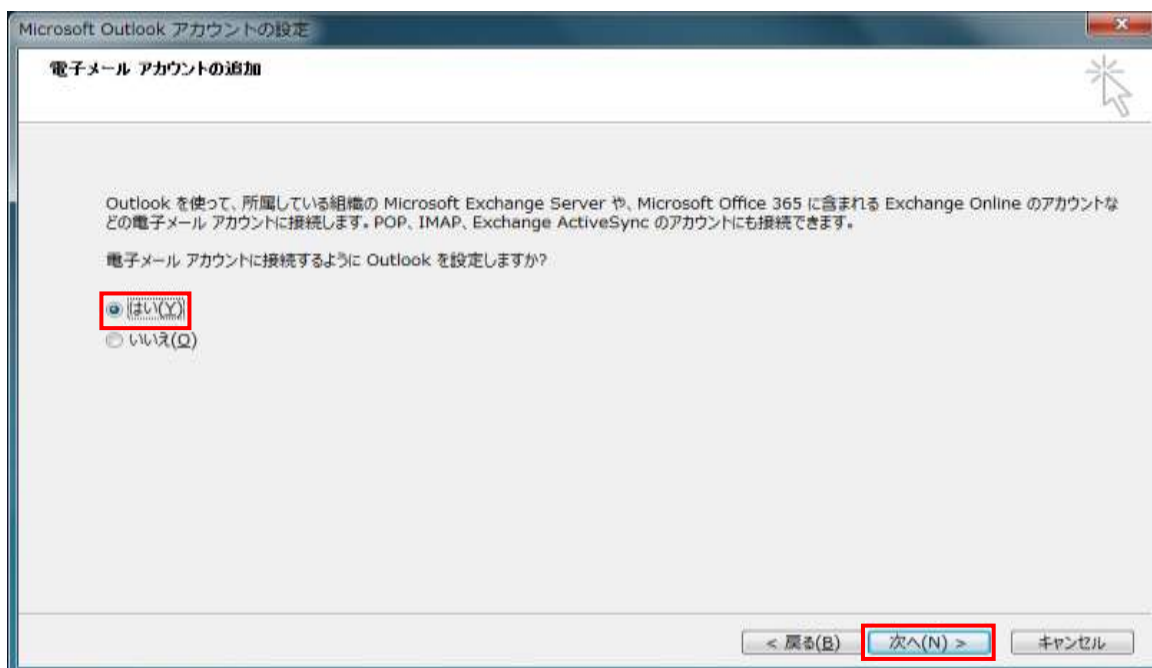 Microsoft Outlook アカウントの設定
電子メール アカウントの追加
Outlook を使って、所属している組織の Microsoft Exchange Server や、Microsoft Office 365 に含まれる Exchange Online のアカウントな
どの電子メール アカウントに接続します。POP、IMAP、Exchange ActiveSync のアカウントにも接続できます。
電子メール アカウントに接続するように Outlook を設定しますか?
はい(Y)
いいえ(O)
< 戻る(B) 次へ(N) > キャンセル